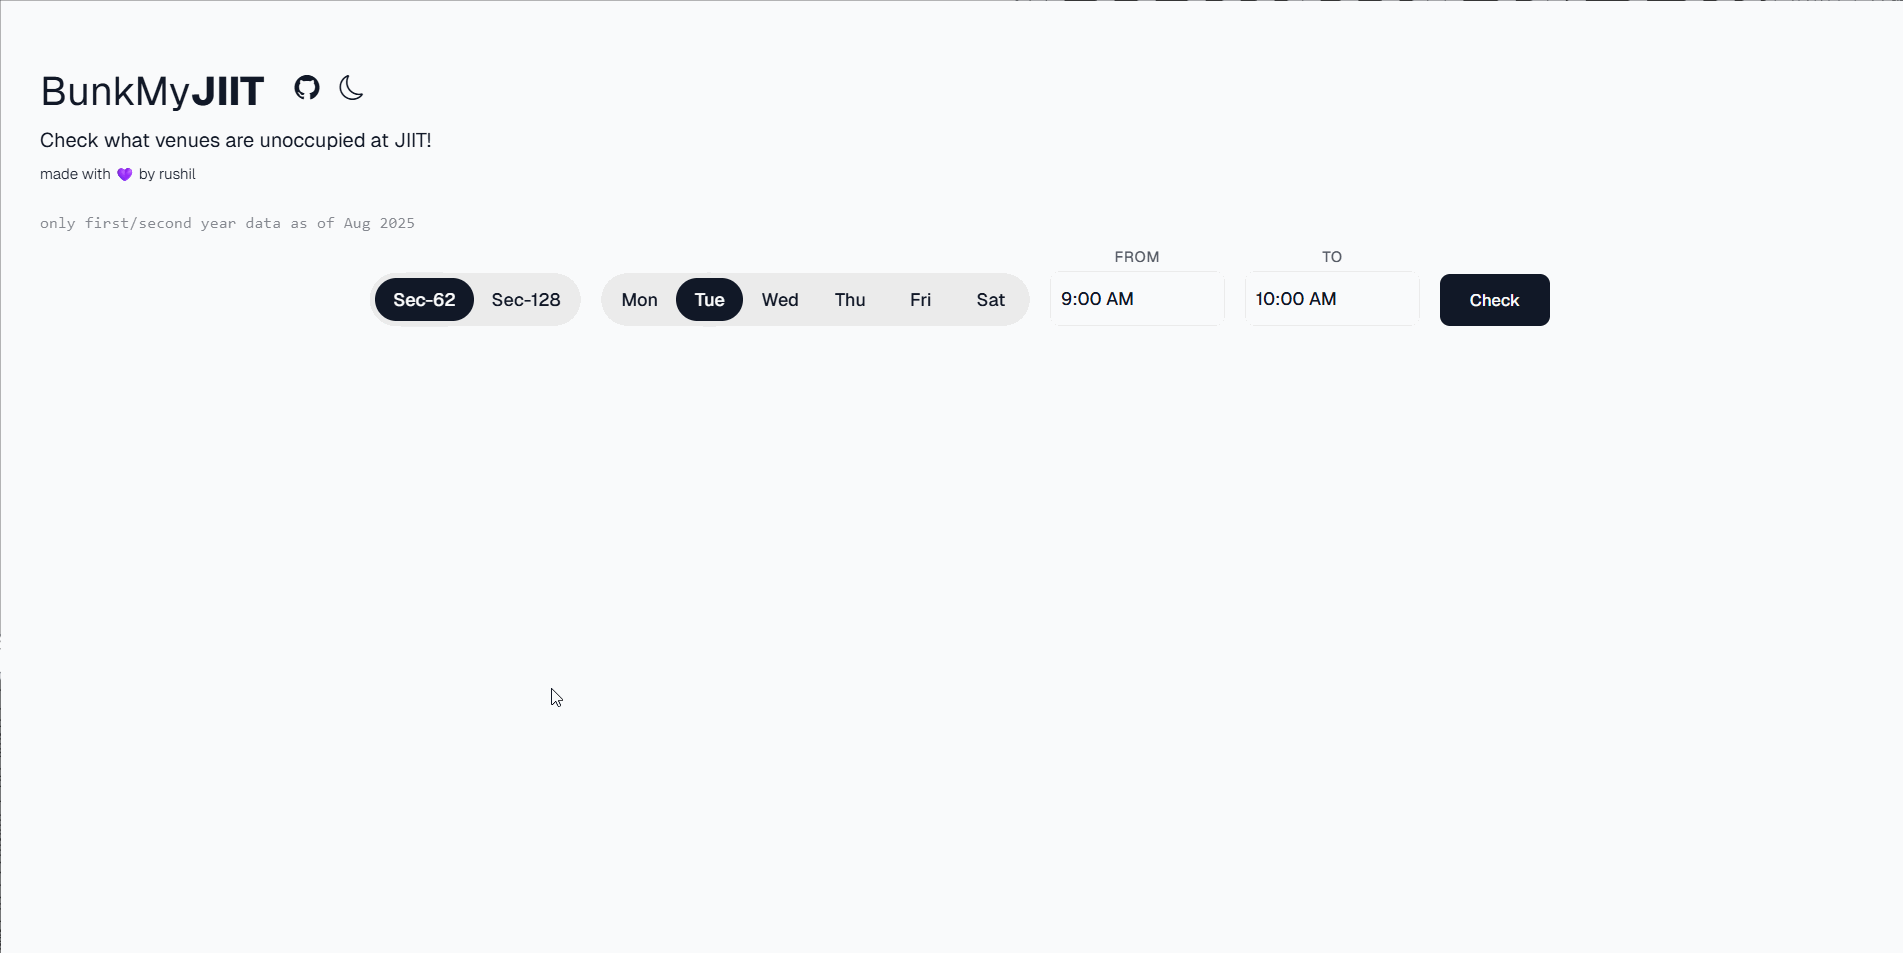 BunkMyJIIT
Check what venues are unoccupied at JIIT!
made with 💜 by rushil
only first/second year data as of Aug 2025
FROM TO
Sec-62 Sec-128 Mon Tue Wed Thu Fri Sat 9:00 AM 10:00 AM Check